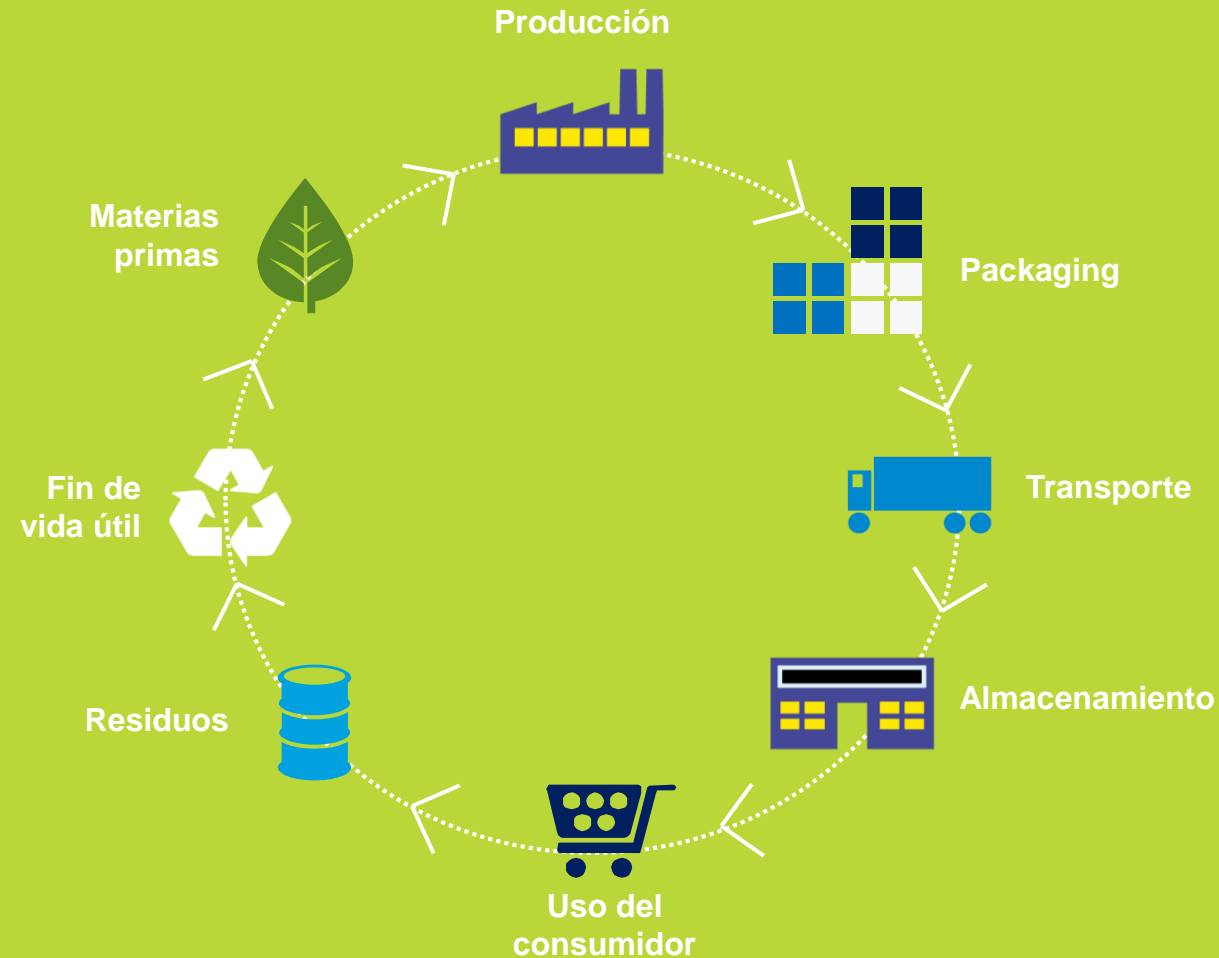 Producción
Materias
primas
Packaging
Fin de
vida útil
Transporte
Residuos
Almacenamiento
Uso del
consumidor